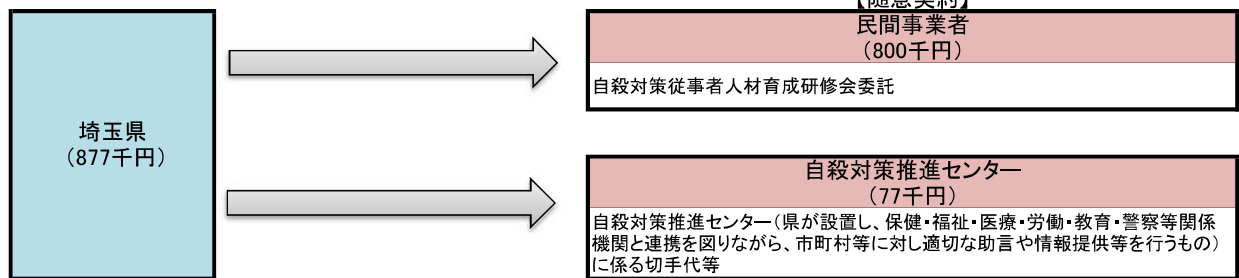 【随意契約】
民間事業者
（800千円）
自殺対策従事者人材育成研修会委託
埼玉県
（877千円）
自殺対策推進センター
（77千円）
自殺対策推進センター（県が設置し、保健・福祉・医療・労働・教育・警察等関係
機関と連携を図りながら、市町村等に対し適切な助言や情報提供等を行うもの）
に係る切手代等